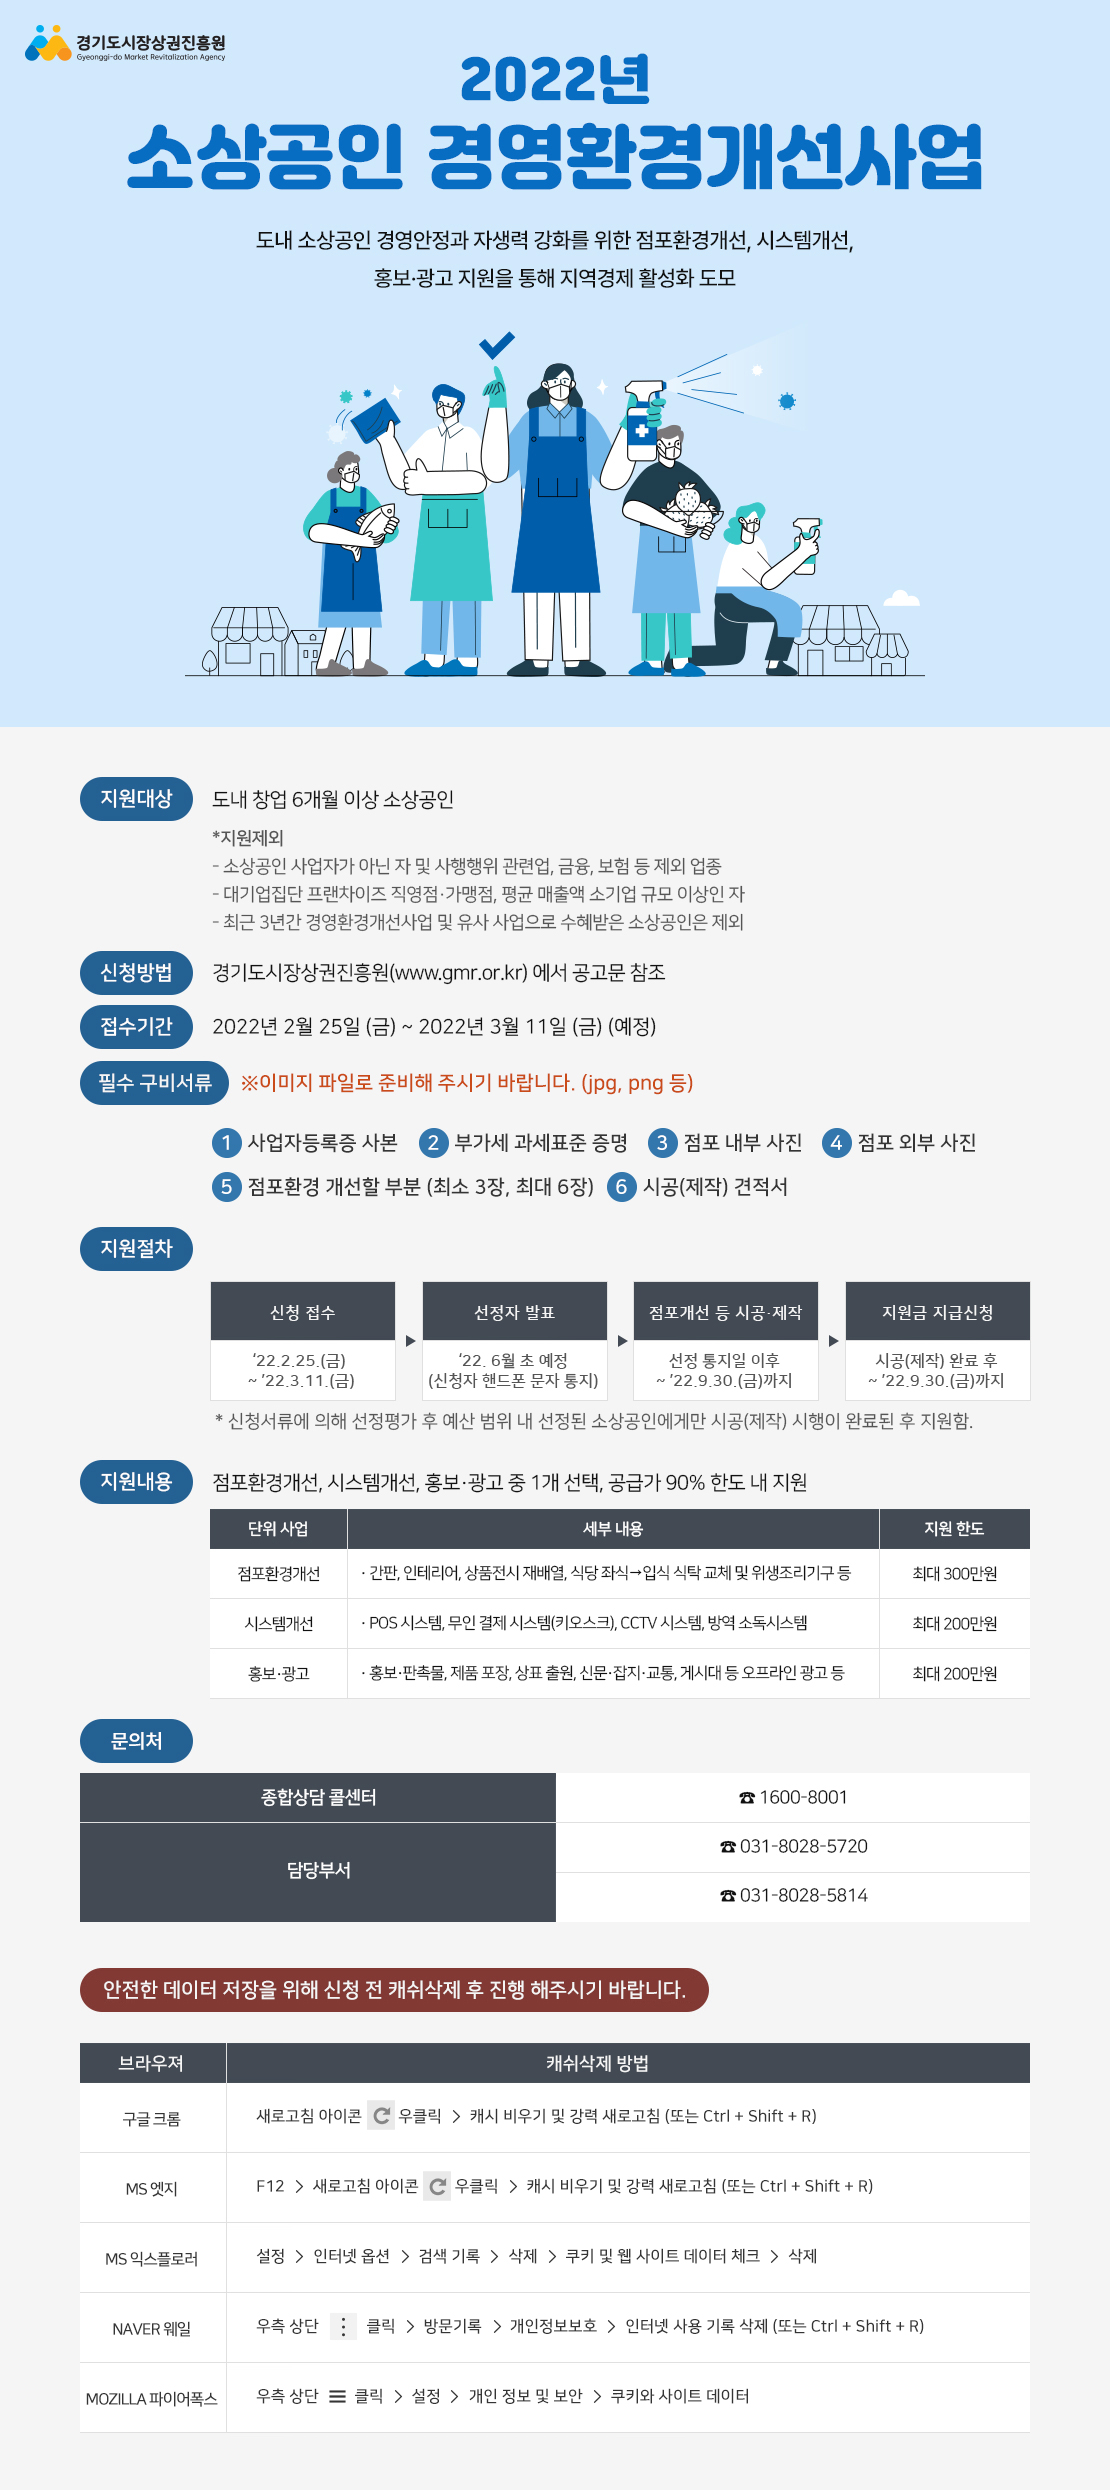 경기도시장상권진흥원
Gyeonggi-do Market Revitalization Agency
2022년
소상공인 경영환경개선사업
도내 소상공인 경영안정과 자생력 강화를 위한 점포환경개선, 시스템개선,
홍보·광고 지원을 통해 지역경제 활성화 도모
지원대상 도내 창업 6개월 이상 소상공인
*지원제외
- 소상공인 사업자가 아닌 자 및 사행행위 관련업, 금융, 보험 등 제외 업종
- 대기업집단 프랜차이즈 직영점·가맹점, 평균 매출액 소기업 규모 이상인 자
- 최근 3년간 경영환경개선사업 및 유사 사업으로 수혜받은 소상공인은 제외
신청방법 경기도시장상권진흥원(www.gmr.or.kr) 에서 공고문 참조
접수기간 2022년 2월 25일 (금) ~ 2022년 3월 11일 (금) (예정)
필수 구비서류 ※이미지 파일로 준비해 주시기 바랍니다. (jpg, png 등)
1 사업자등록증 사본 2 부가세 과세표준 증명 3 점포 내부 사진 4 점포 외부 사진
5 점포환경 개선할 부분 (최소 3장, 최대 6장) 6 시공(제작) 견적서
지원절차
신청 접수 선정자 발표 점포개선 등 시공·제작 지원금 지급신청
‘22.2.25.(금) ‘22. 6월 초 예정 선정 통지일 이후 시공(제작) 완료 후
~ ’22.3.11.(금) (신청자 핸드폰 문자 통지) ~ ’22.9.30.(금)까지 ~ ’22.9.30.(금)까지
* 신청서류에 의해 선정평가 후 예산 범위 내 선정된 소상공인에게만 시공(제작) 시행이 완료된 후 지원함.
지원내용 점포환경개선, 시스템개선, 홍보·광고 중 1개 선택, 공급가 90% 한도 내 지원
단위 사업 세부 내용 지원 한도
점포환경개선 · 간판, 인테리어, 상품전시 재배열, 식당 좌식→입식 식탁 교체 및 위생조리기구 등 최대 300만원
시스템개선 · POS 시스템, 무인 결제 시스템(키오스크), CCTV 시스템, 방역 소독시스템 최대 200만원
홍보·광고 · 홍보·판촉물, 제품 포장, 상표 출원, 신문·잡지·교통, 게시대 등 오프라인 광고 등 최대 200만원
문의처
종합상담 콜센터 ☎ 1600-8001
담당부서 ☎ 031-8028-5720
☎ 031-8028-5814
안전한 데이터 저장을 위해 신청 전 캐쉬삭제 후 진행 해주시기 바랍니다.
브라우져 캐쉬삭제 방법
구글 크롬 새로고침 아이콘 우클릭 > 캐시 비우기 및 강력 새로고침 (또는 Ctrl + Shift + R)
MS 엣지 F12 > 새로고침 아이콘 우클릭 > 캐시 비우기 및 강력 새로고침 (또는 Ctrl + Shift + R)
MS 익스플로러 설정 > 인터넷 옵션 > 검색 기록 > 삭제 > 쿠키 및 웹 사이트 데이터 체크 > 삭제
NAVER 웨일 우측 상단 ⋮ 클릭 > 방문기록 > 개인정보보호 > 인터넷 사용 기록 삭제 (또는 Ctrl + Shift + R)
MOZILLA 파이어폭스 우측 상단 ≡ 클릭 > 설정 > 개인 정보 및 보안 > 쿠키와 사이트 데이터